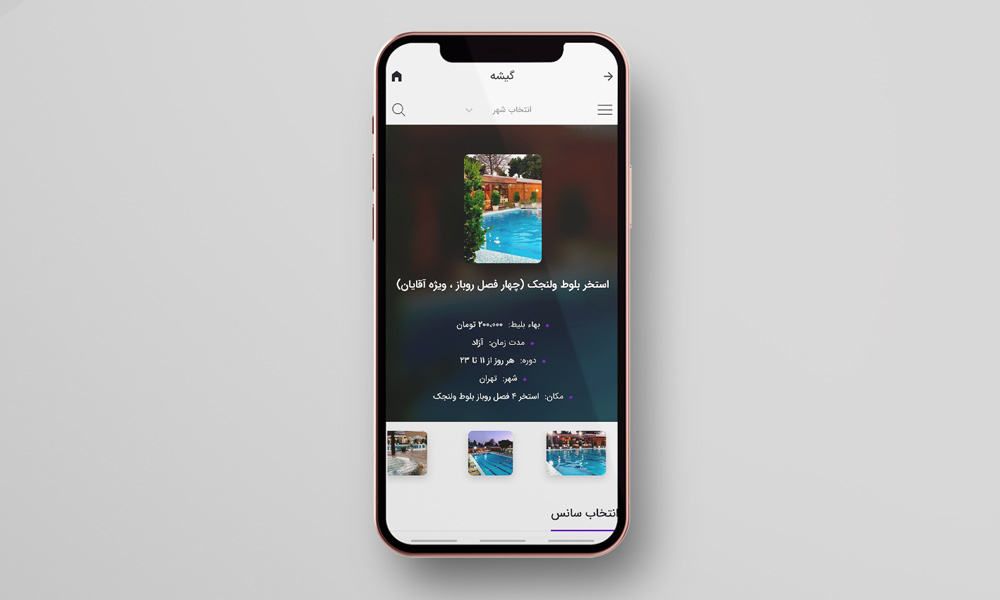 گیشه
انتخاب شهر
استخر بلوط ولنجک (چهار فصل روباز ، ویژه آقایان)
بهاء بلیط: ۲۰۰،۰۰۰ تومان
مدت زمان: آزاد
دوره: هر روز از ۱۱ تا ۲۳
شهر: تهران
مکان: استخر ۴ فصل روباز بلوط ولنجک
انتخاب سانس